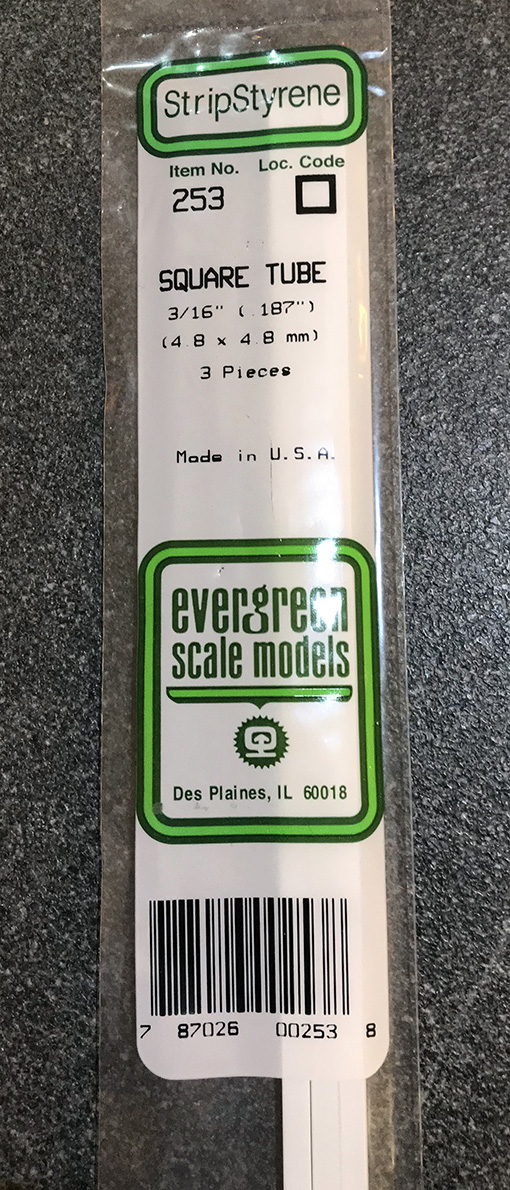 StripStyrene
Item No. Loc. Code
253
SQUARE TUBE
3/16" (.187")
(4.8 x 4.8 mm)
3 Pieces
Made in U.S.A.
evergreen
scale models
Des Plaines, IL 60018
7 87026 00253 8